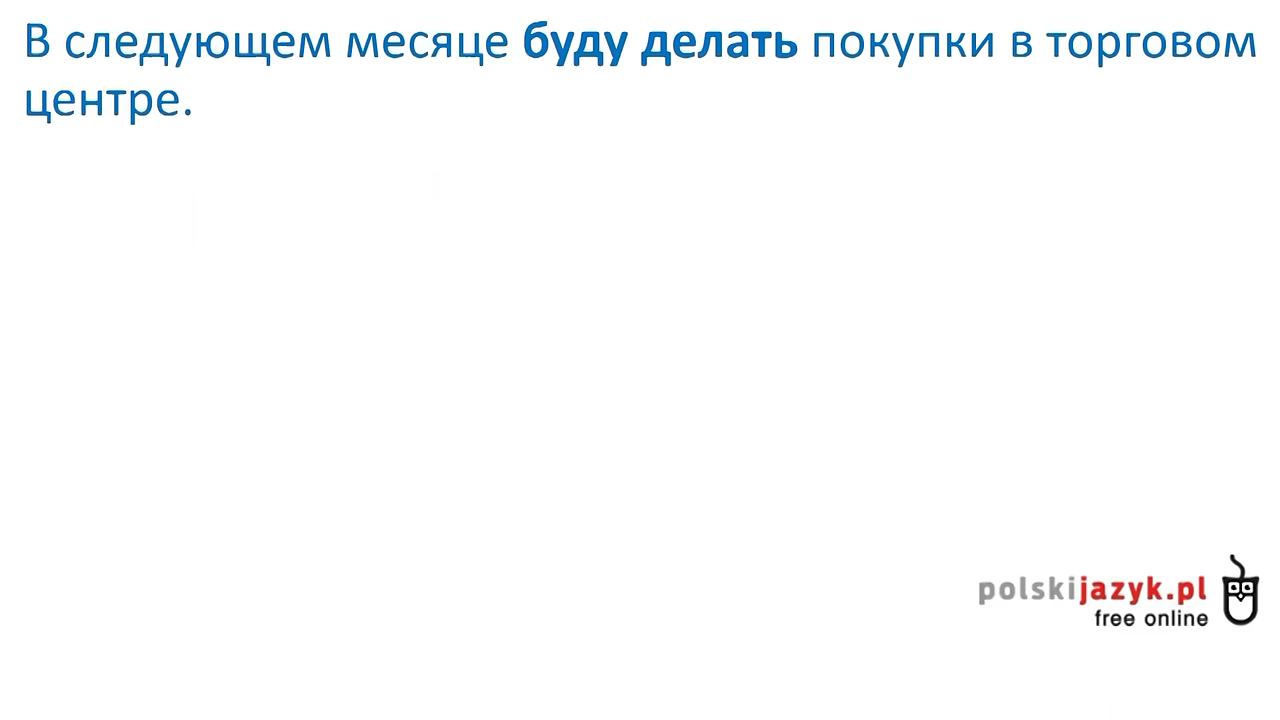 В следующем месяце буду делать покупки в торговом
центре.
polskijazyk.pl
free online